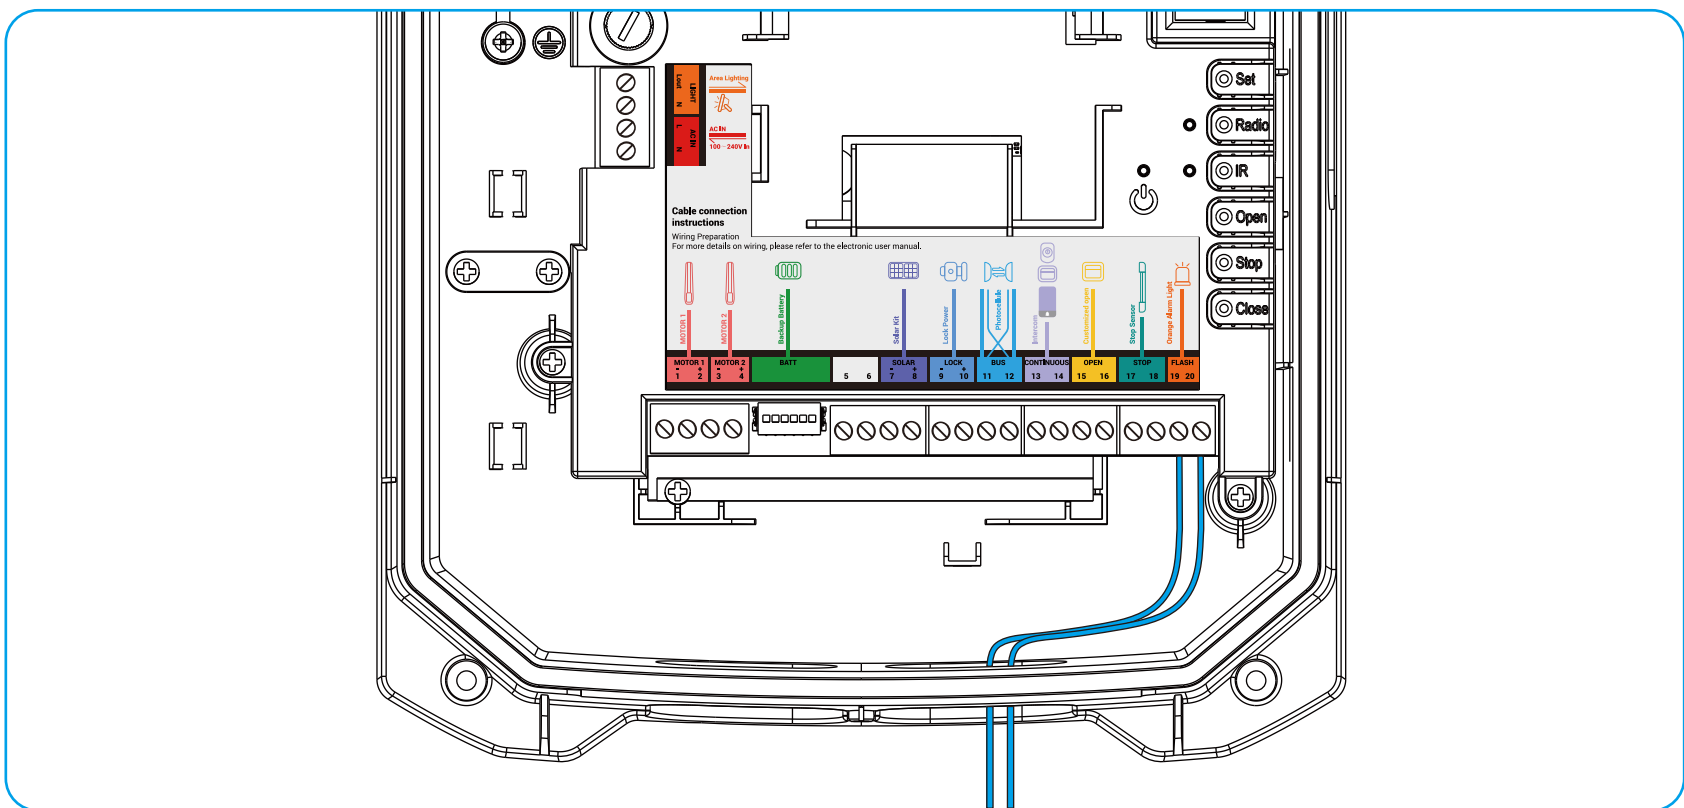 Set
Radio
IR
Open
Stop
Close
LIGHT
Lout N
Area Lighting
AC IN
L N
AC IN
100~240V In
Cable connection
instructions
Wiring Preparation
For more details on wiring, please refer to the electronic user manual.
MOTOR 1
MOTOR 2
Backup Battery
Solar Kit
Lock Power
Photocellule
Intercom
Customized open
Stop Sensor
Orange Alarm Light
MOTOR 1 MOTOR 2 BATT SOLAR LOCK BUS CONTINUOUS OPEN STOP FLASH
- + - + - + - +
1 2 3 4 5 6 7 8 9 10 11 12 13 14 15 16 17 18 19 20